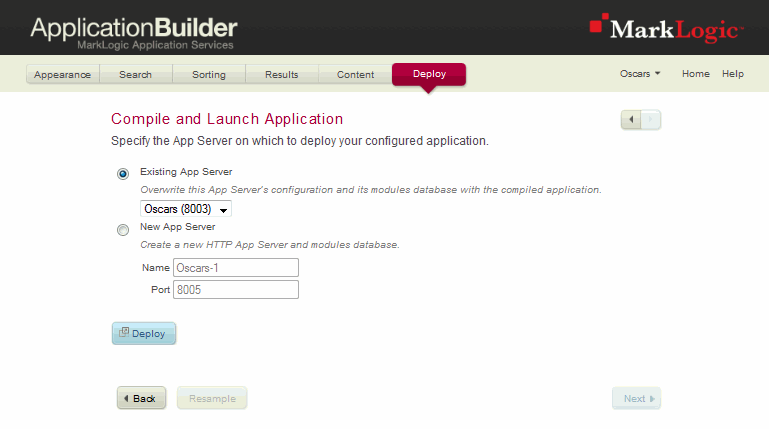 ApplicationBuilder
MarkLogic Application Services
MarkLogic
Appearance Search Sorting Results Content Deploy Oscars Home Help
Compile and Launch Application
Specify the App Server on which to deploy your configured application.
Existing App Server
Overwrite this App Server's configuration and its modules database with the compiled application.
Oscars (8003)
New App Server
Create a new HTTP App Server and modules database.
Name Oscars-1
Port 8005
Deploy
Back Resample Next